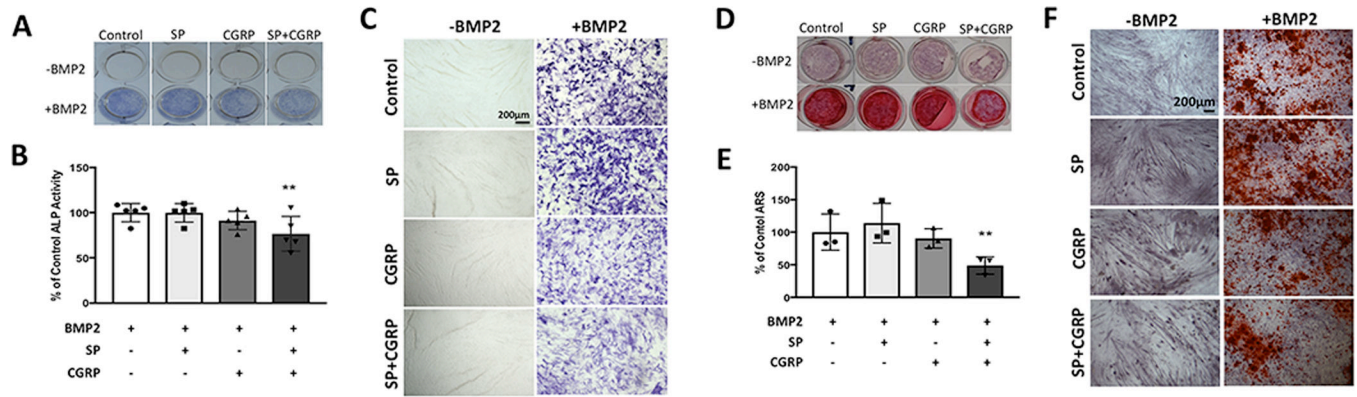 A
Control SP CGRP SP+CGRP
-BMP2
+BMP2
B
% of Control ALP Activity
150
100
50
0
**
BMP2 + + + +
SP - + - +
CGRP - - + +
C
-BMP2 +BMP2
Control
200μm
SP
CGRP
SP+CGRP
D
Control SP CGRP SP+CGRP
-BMP2
+BMP2
E
% of Contol ARS
200
150
100
50
0
**
BMP2 + + + +
SP - + - +
CGRP - - + +
F
-BMP2 +BMP2
Control
200μm
SP
CGRP
SP+CGRP